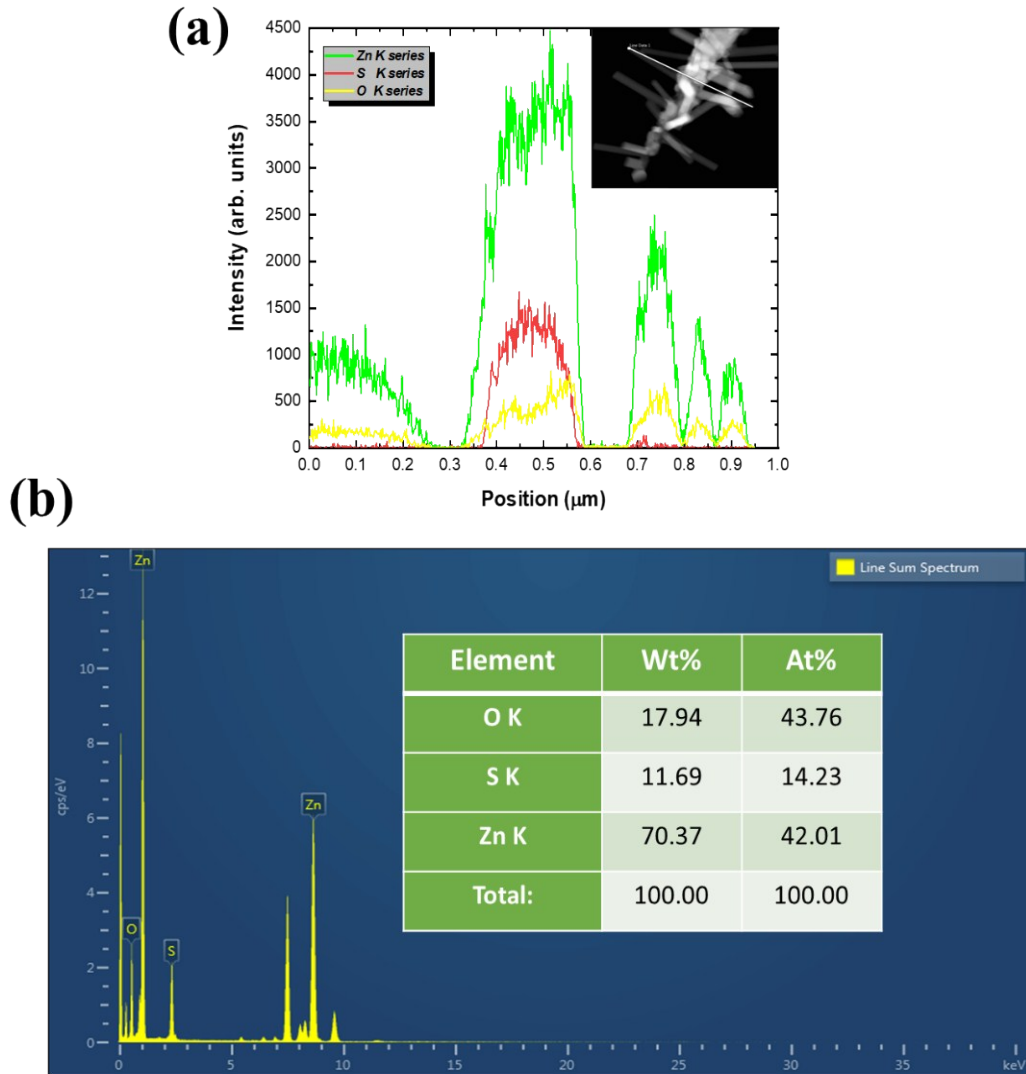 (a)
4500
4000
3500
3000
2500
2000
1500
1000
500
0
Intensity (arb. units)
Zn K series
S K series
O K series
0.0 0.1 0.2 0.3 0.4 0.5 0.6 0.7 0.8 0.9 1.0
Position (μm)
(b)
Zn
Line Sum Spectrum
12
10
8
6
4
2
0
cps/eV
Zn
O
S
Element Wt% At%
O K 17.94 43.76
S K 11.69 14.23
Zn K 70.37 42.01
Total: 100.00 100.00
0 5 10 15 20 25 30 35 keV